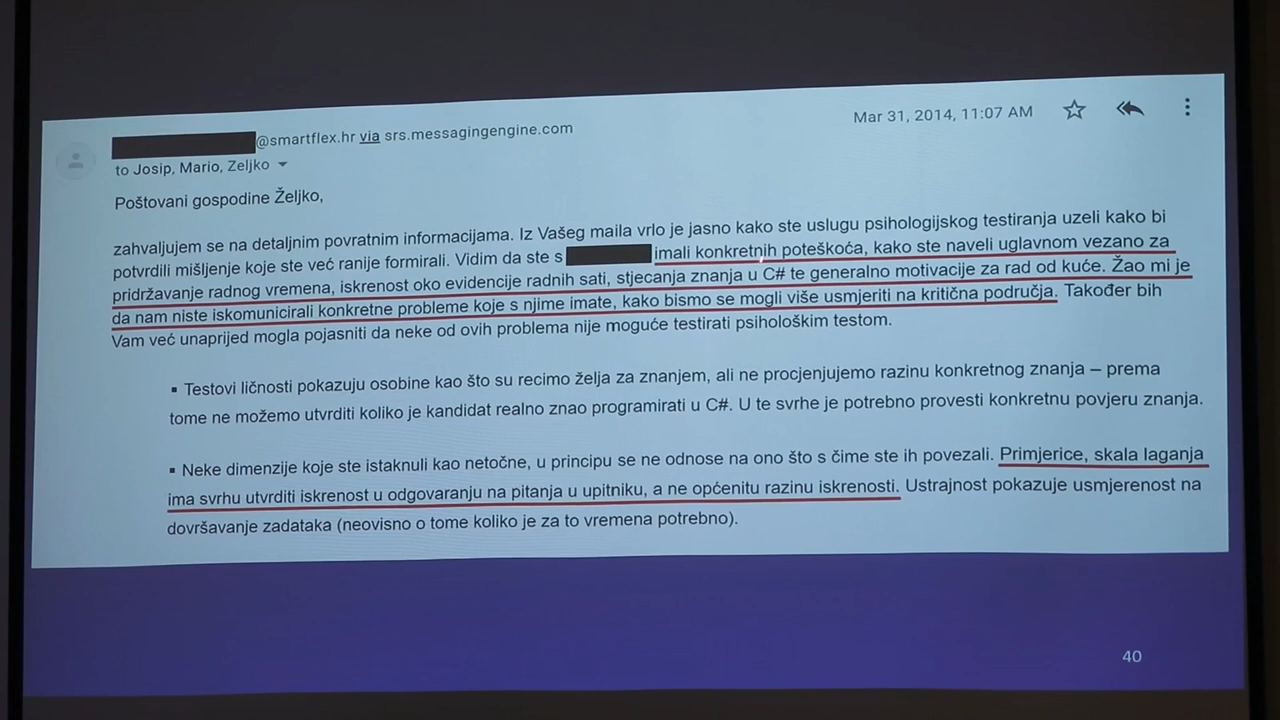 @smartflex.hr via srs.messagingengine.com
Mar 31, 2014, 11:07 AM
to Josip, Mario, Zeljko
Poštovani gospodine Željko,
zahvaljujem se na detaljnim povratnim informacijama. Iz Vašeg maila vrlo je jasno kako ste uslugu psihologijskog testiranja uzeli kako bi
potvrdili mišljenje koje ste već ranije formirali. Vidim da ste s imali konkretnih poteškoća, kako ste naveli uglavnom vezano za
pridržavanje radnog vremena, iskrenost oko evidencije radnih sati, stjecanja znanja u C# te generalno motivacije za rad od kuće. Žao mi je
da nam niste iskomunicirali konkretne probleme koje s njime imate, kako bismo se mogli više usmjeriti na kritična područja. Također bih
Vam već unaprijed mogla pojasniti da neke od ovih problema nije moguće testirati psihološkim testom.
▪ Testovi ličnosti pokazuju osobine kao što su recimo želja za znanjem, ali ne procjenjujemo razinu konkretnog znanja – prema
tome ne možemo utvrditi koliko je kandidat realno znao programirati u C#. U te svrhe je potrebno provesti konkretnu povjeru znanja.
▪ Neke dimenzije koje ste istaknuli kao netočne, u principu se ne odnose na ono što s čime ste ih povezali. Primjerice, skala laganja
ima svrhu utvrditi iskrenost u odgovaranju na pitanja u upitniku, a ne općenitu razinu iskrenosti. Ustrajnost pokazuje usmjerenost na
dovršavanje zadataka (neovisno o tome koliko je za to vremena potrebno).
40